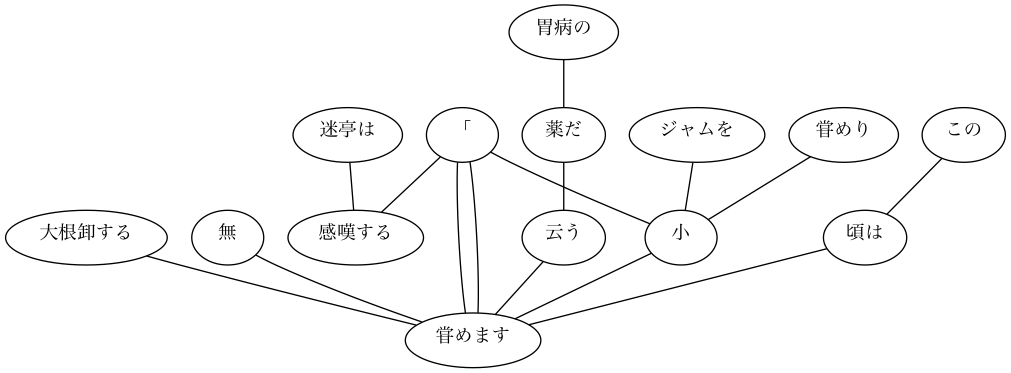 胃病の
迷亭は 「 薬だ ジャムを 甞めり この
大根卸する 無 感嘆する 云う 小 頃は
甞めます